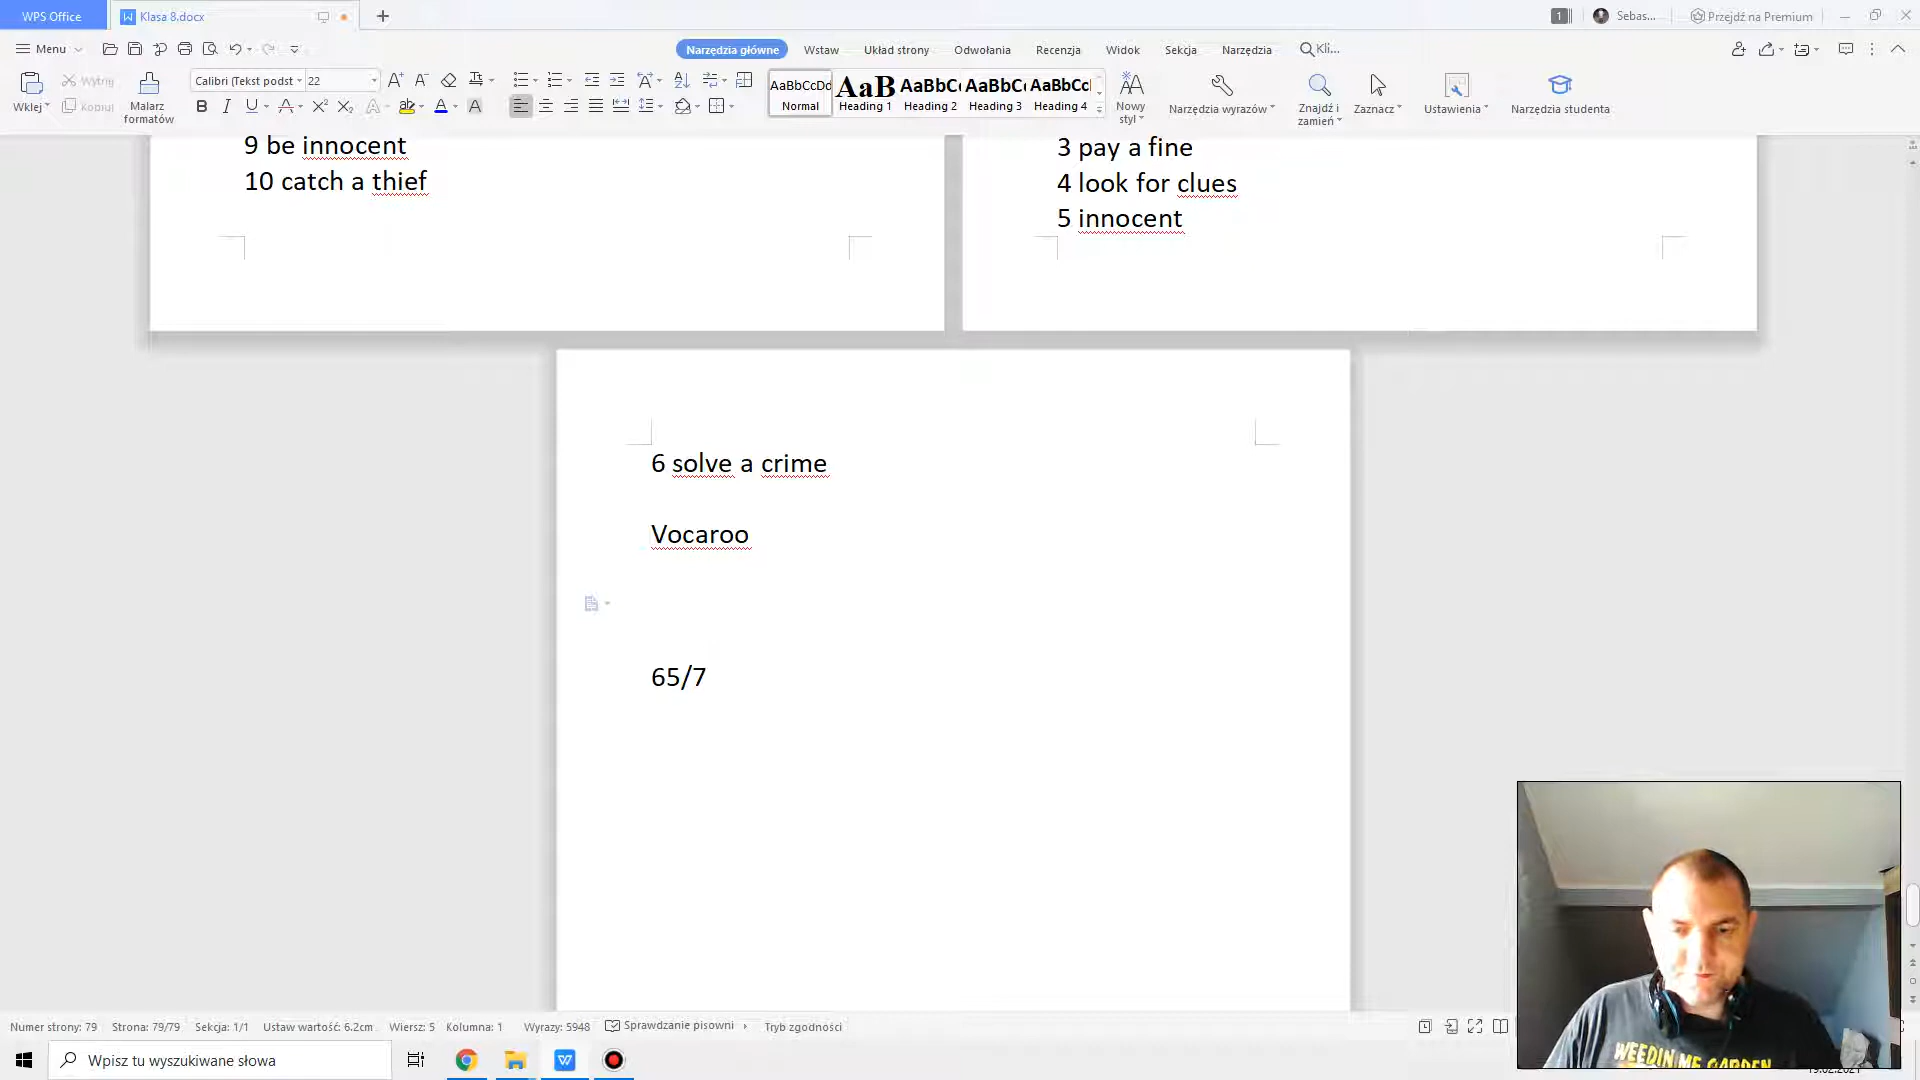 WPS Office
Klasa 8.docx
1
Sebas...
Przejdź na Premium
Menu
Narzędzia główne
Wstaw
Układ strony
Odwołania
Recenzja
Widok
Sekcja
Narzędzia
Kli...
Wklej
Wytnij
Kopiuj
Malarz formatów
Calibri (Tekst podst
22
AaBbCcDd
Normal
AaB
Heading 1
AaBbC
Heading 2
AaBbC
Heading 3
AaBbCc
Heading 4
Nowy styl
Narzędzia wyrazów
Znajdź i zamień
Zaznacz
Ustawienia
Narzędzia studenta
9 be innocent
10 catch a thief
3 pay a fine
4 look for clues
5 innocent
6 solve a crime
Vocaroo
65/7
WEEDIN ME GARDEN
Numer strony: 79
Strona: 79/79
Sekcja: 1/1
Ustaw wartość: 6.2cm
Wiersz: 5
Kolumna: 1
Wyrazy: 5948
Sprawdzanie pisowni
Tryb zgodności
Wpisz tu wyszukiwane słowa